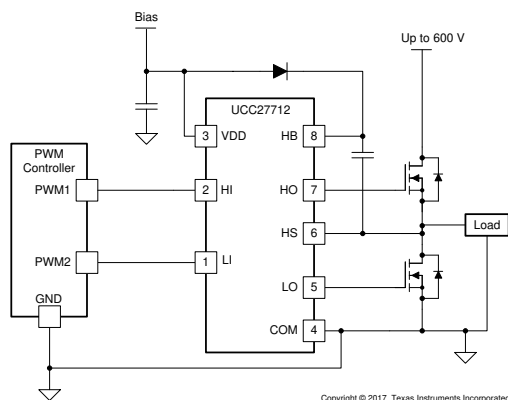 Bias
Up to 600 V
UCC27712
3 VDD
HB 8
PWM
Controller
PWM1
2 HI
HO 7
HS 6
Load
PWM2
1 LI
LO 5
GND
COM 4
Copyright © 2017, Texas Instruments Incorporated